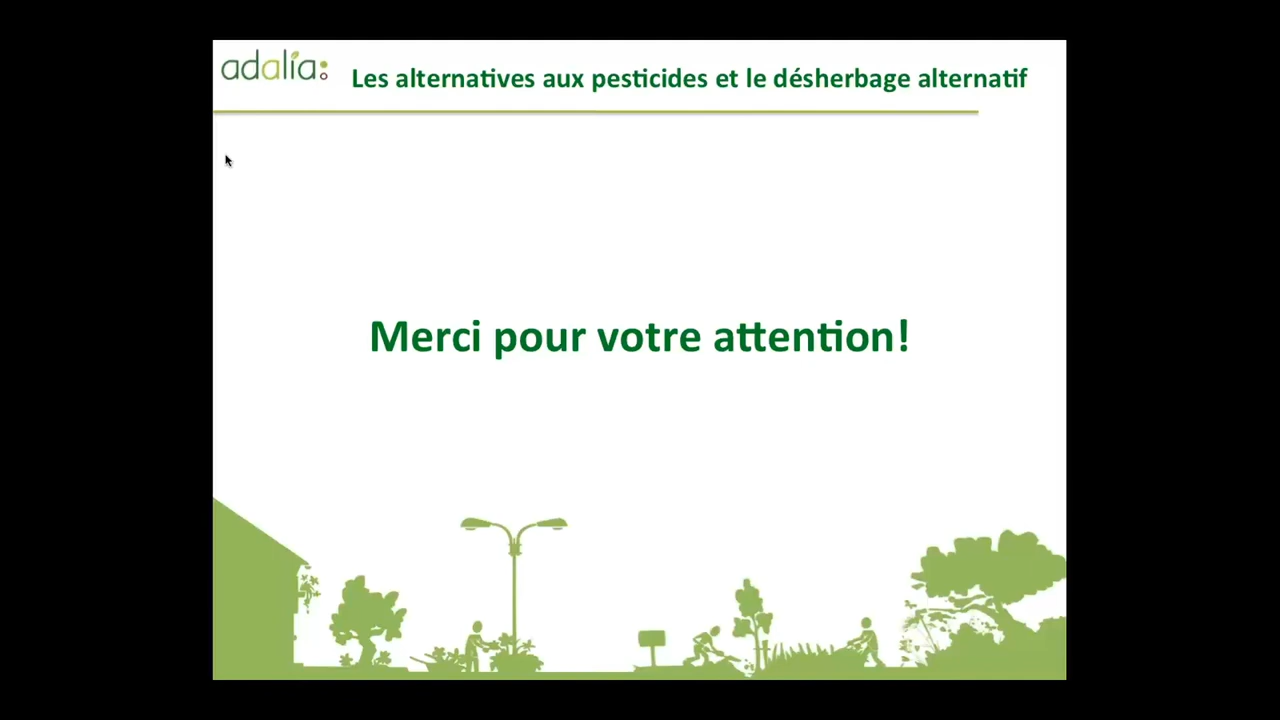 adalia
Les alternatives aux pesticides et le désherbage alternatif
Merci pour votre attention!